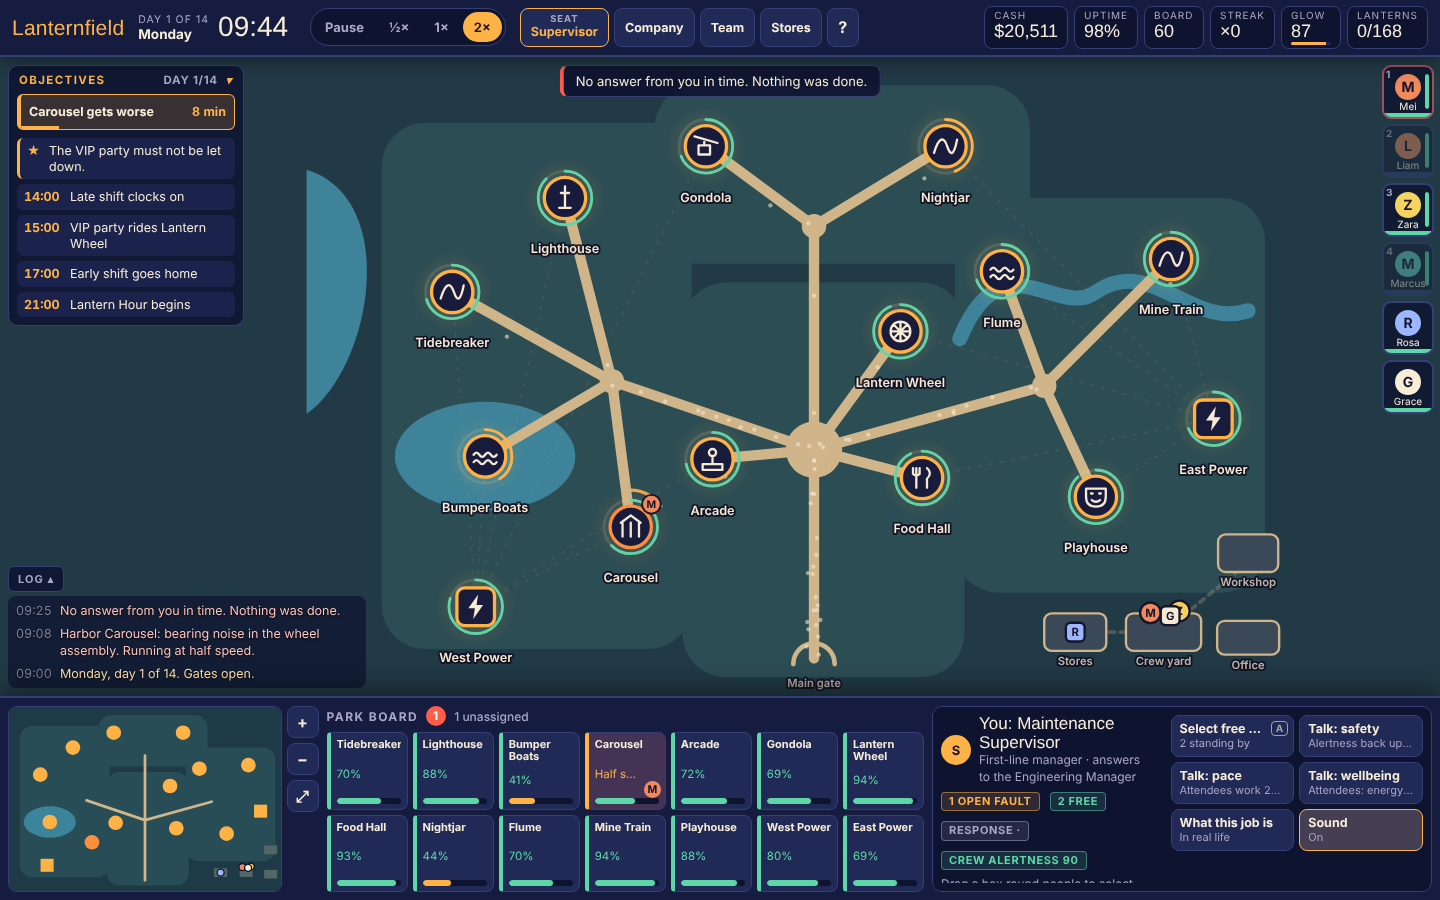 Lanternfield
DAY 1 OF 14
Monday
09:44
Pause
½×
1×
2×
SEAT
Supervisor
Company
Team
Stores
?
CASH
$20,511
UPTIME
98%
BOARD
60
STREAK
×0
GLOW
87
LANTERNS
0/168
OBJECTIVES
DAY 1/14 ▾
Carousel gets worse 8 min
★ The VIP party must not be let
down.
14:00 Late shift clocks on
15:00 VIP party rides Lantern
Wheel
17:00 Early shift goes home
21:00 Lantern Hour begins
No answer from you in time. Nothing was done.
1
M
Mei
2
L
Liam
3
Z
Zara
4
M
Marcus
R
Rosa
G
Grace
Gondola
Nightjar
Lighthouse
Tidebreaker
Flume
Mine Train
Lantern Wheel
East Power
Bumper Boats
Arcade
Food Hall
M
Carousel
Playhouse
West Power
Workshop
M
G
R
Stores
Crew yard
Office
Main gate
LOG ▴
09:25 No answer from you in time. Nothing was done.
09:08 Harbor Carousel: bearing noise in the wheel
assembly. Running at half speed.
09:00 Monday, day 1 of 14. Gates open.
+
−
PARK BOARD
1
1 unassigned
Tidebreaker
70%
Lighthouse
88%
Bumper
Boats
41%
Carousel
Half s...
M
Arcade
72%
Gondola
69%
Lantern
Wheel
94%
Food Hall
93%
Nightjar
44%
Flume
70%
Mine Train
94%
Playhouse
88%
West Power
80%
East Power
69%
S
You: Maintenance
Supervisor
First-line manager · answers
to the Engineering Manager
1 OPEN FAULT
2 FREE
RESPONSE ·
CREW ALERTNESS 90
Drag a box round people to select
Select free ...
A
2 standing by
Talk: safety
Alertness back up...
Talk: pace
Attendees work 2...
Talk: wellbeing
Attendees: energy...
What this job is
In real life
Sound
On